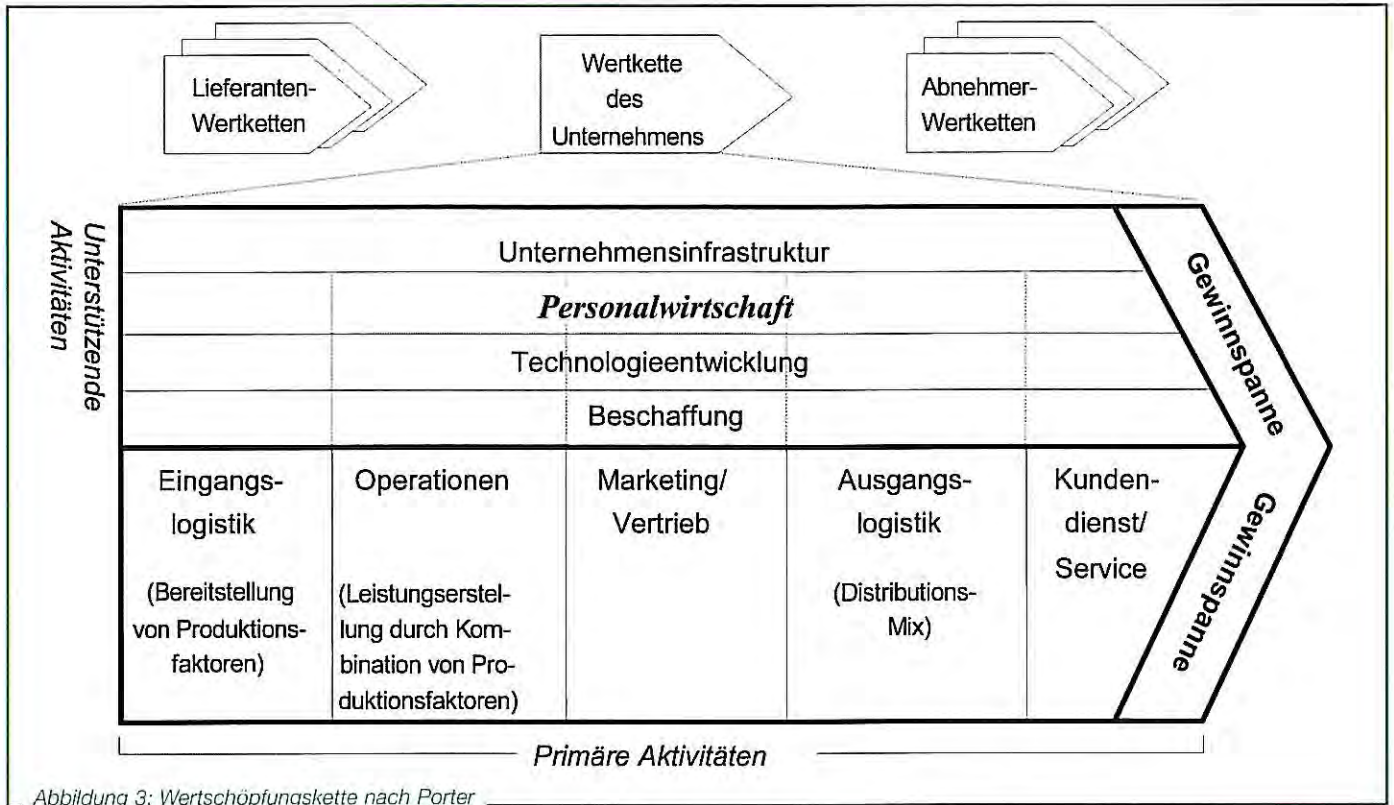 Lieferanten-
Wertketten
Wertkette
des
Unternehmens
Abnehmer-
Wertketten
Unterstützende
Aktivitäten
Unternehmensinfrastruktur
Personalwirtschaft
Technologieentwicklung
Beschaffung
Gewinnspanne
Gewinnspanne
Eingangs-
logistik
(Bereitstellung
von Produktions-
faktoren)
Operationen
(Leistungserstel-
lung durch Kom-
bination von Pro-
duktionsfaktoren)
Marketing/
Vertrieb
Ausgangs-
logistik
(Distributions-
Mix)
Kunden-
dienst/
Service
Primäre Aktivitäten
Abbildung 3: Wertschöpfungskette nach Porter